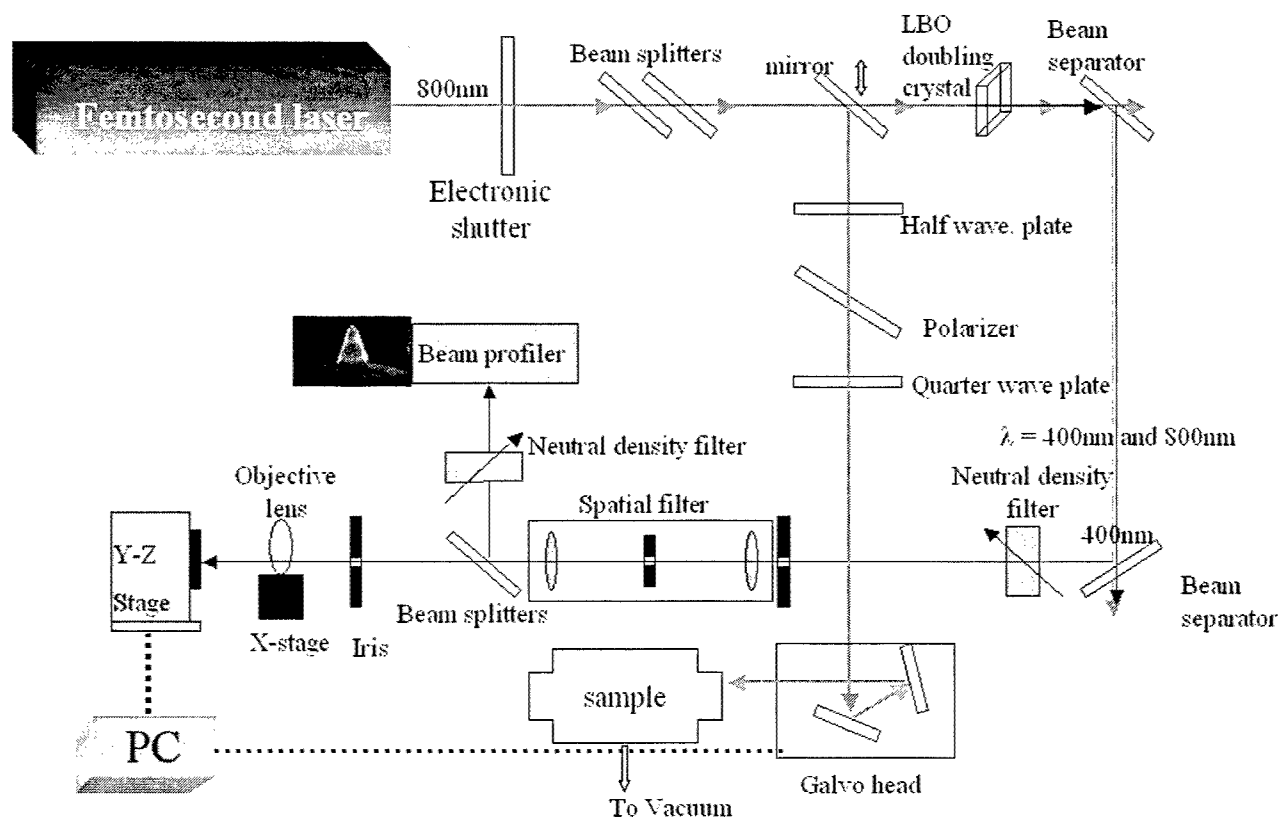 LBO
doubling
crystal
Beam
separator
Beam splitters
mirror
800nm
Femtosecond laser
Electronic
shutter
Half wave. plate
Polarizer
Beam profiler
Quarter wave plate
λ = 400nm and 800nm
Neutral density filter
Neutral density
filter
Objective
lens
Spatial filter
400nm
Y-Z
Stage
Beam splitters
Beam
separator
X-stage
Iris
sample
PC
Galvo head
To Vacuum